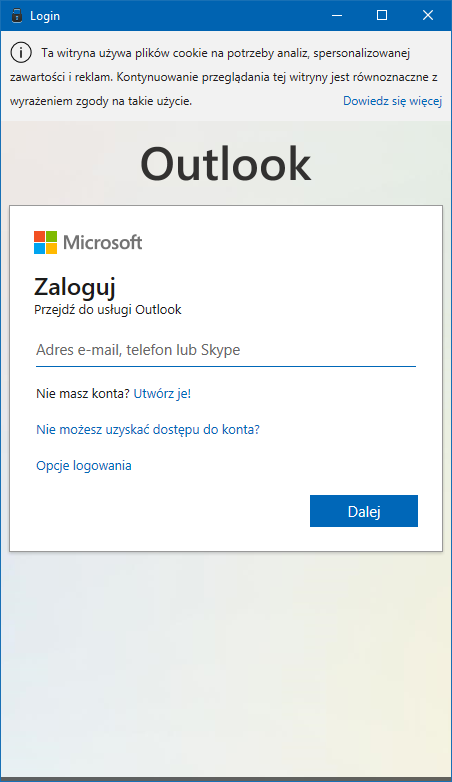 Login
Ta witryna używa plików cookie na potrzeby analiz, spersonalizowanej
zawartości i reklam. Kontynuowanie przeglądania tej witryny jest równoznaczne z
wyrażeniem zgody na takie użycie.
Dowiedz się więcej
Outlook
Microsoft
Zaloguj
Przejdź do usługi Outlook
Adres e-mail, telefon lub Skype
Nie masz konta? Utwórz je!
Nie możesz uzyskać dostępu do konta?
Opcje logowania
Dalej